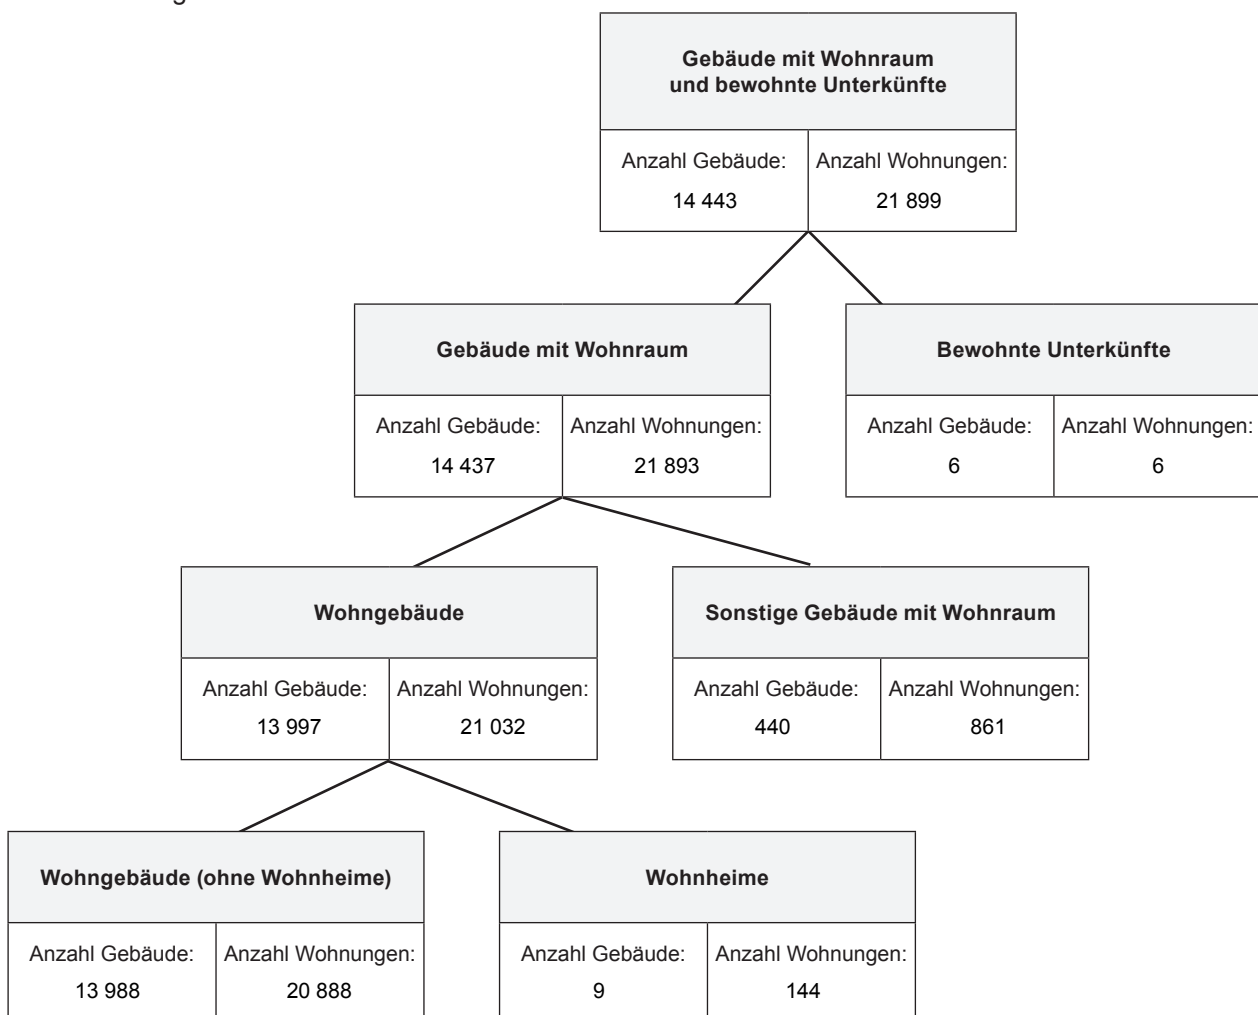 Gebäude mit Wohnraum
und bewohnte Unterkünfte
Anzahl Gebäude: Anzahl Wohnungen:
14 443 21 899
Gebäude mit Wohnraum
Anzahl Gebäude: Anzahl Wohnungen:
14 437 21 893
Bewohnte Unterkünfte
Anzahl Gebäude: Anzahl Wohnungen:
6 6
Wohngebäude
Anzahl Gebäude: Anzahl Wohnungen:
13 997 21 032
Sonstige Gebäude mit Wohnraum
Anzahl Gebäude: Anzahl Wohnungen:
440 861
Wohngebäude (ohne Wohnheime)
Anzahl Gebäude: Anzahl Wohnungen:
13 988 20 888
Wohnheime
Anzahl Gebäude: Anzahl Wohnungen:
9 144